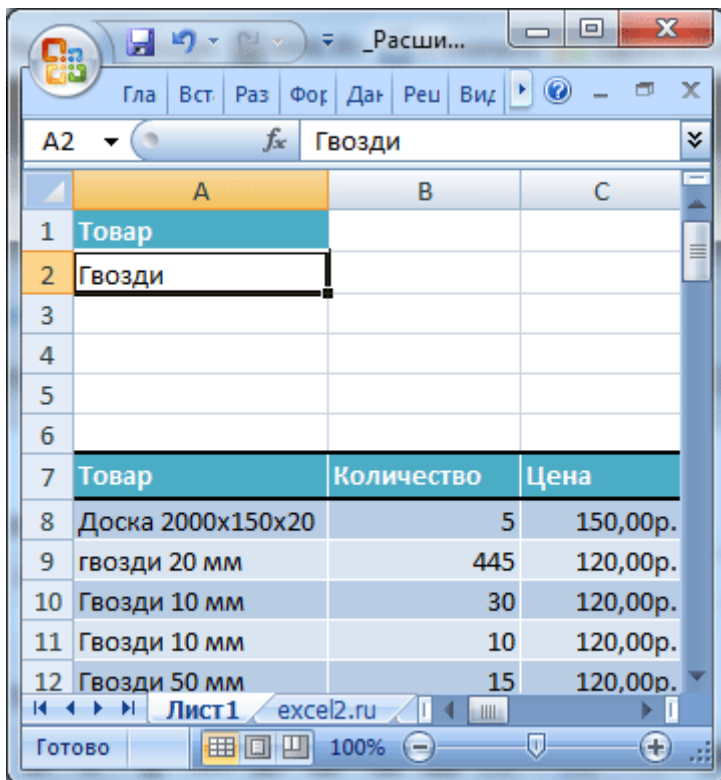 _Расши...
Гла Вст Раз Фор Дан Рец Вид
A2 fx Гвозди
A B C
1 Товар
2 Гвозди
3
4
5
6
7 Товар Количество Цена
8 Доска 2000x150x20 5 150,00р.
9 гвозди 20 мм 445 120,00р.
10 Гвозди 10 мм 30 120,00р.
11 Гвозди 10 мм 10 120,00р.
12 Гвозди 50 мм 15 120,00р.
Лист1 excel2.ru
Готово 100%